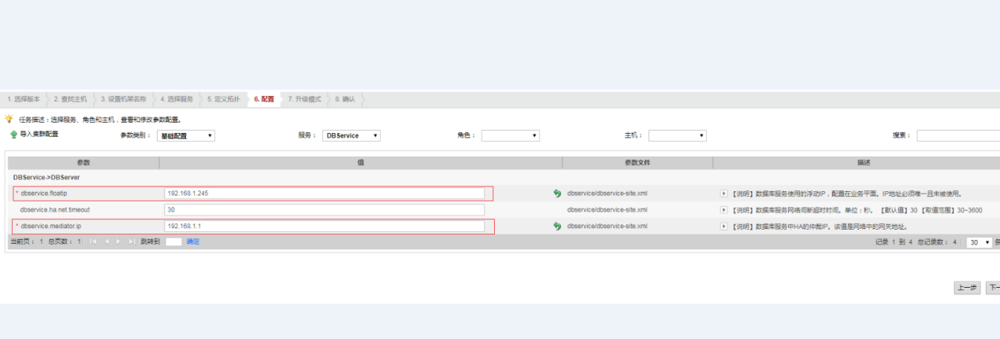 1. 选择版本 2. 查找主机 3. 设置机架名称 4. 选择服务 5. 定义拓扑 6. 配置 7. 升级模式 8. 确认
任务描述：选择服务、角色和主机，查看和修改参数配置。
导入集群配置 参数类别： 基础配置 服务： DBService 角色： 主机： 搜索：
参数 值 参数文件 描述
DBService->DBServer
* dbservice.floatip 192.168.1.245 dbservice/dbservice-site.xml 【说明】数据库服务使用的浮动IP，配置在业务平面。IP地址必须唯一且未被使用。
dbservice.ha.net.timeout 30 dbservice/dbservice-site.xml 【说明】数据库服务网络间断超时时间。单位：秒。 【默认值】30 【取值范围】30~3600
* dbservice.mediator.ip 192.168.1.1 dbservice/dbservice-site.xml 【说明】数据库服务中HA的仲裁IP。该值是网络中的网关地址。
当前页： 1 总页数： 1 跳转到 确定 记录 1 到 4 总记录数： 4 30 条
上一步 下一